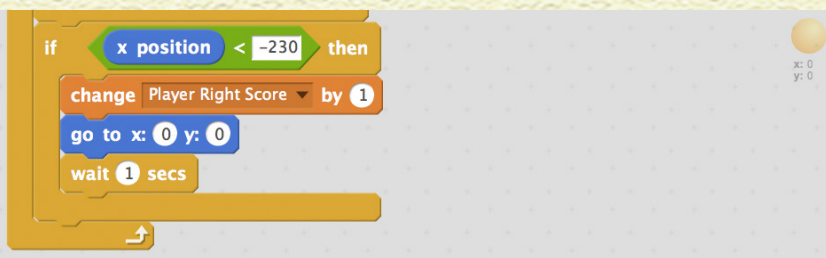 if x position < -230 then
x: 0
y: 0
change Player Right Score by 1
go to x: 0 y: 0
wait 1 secs